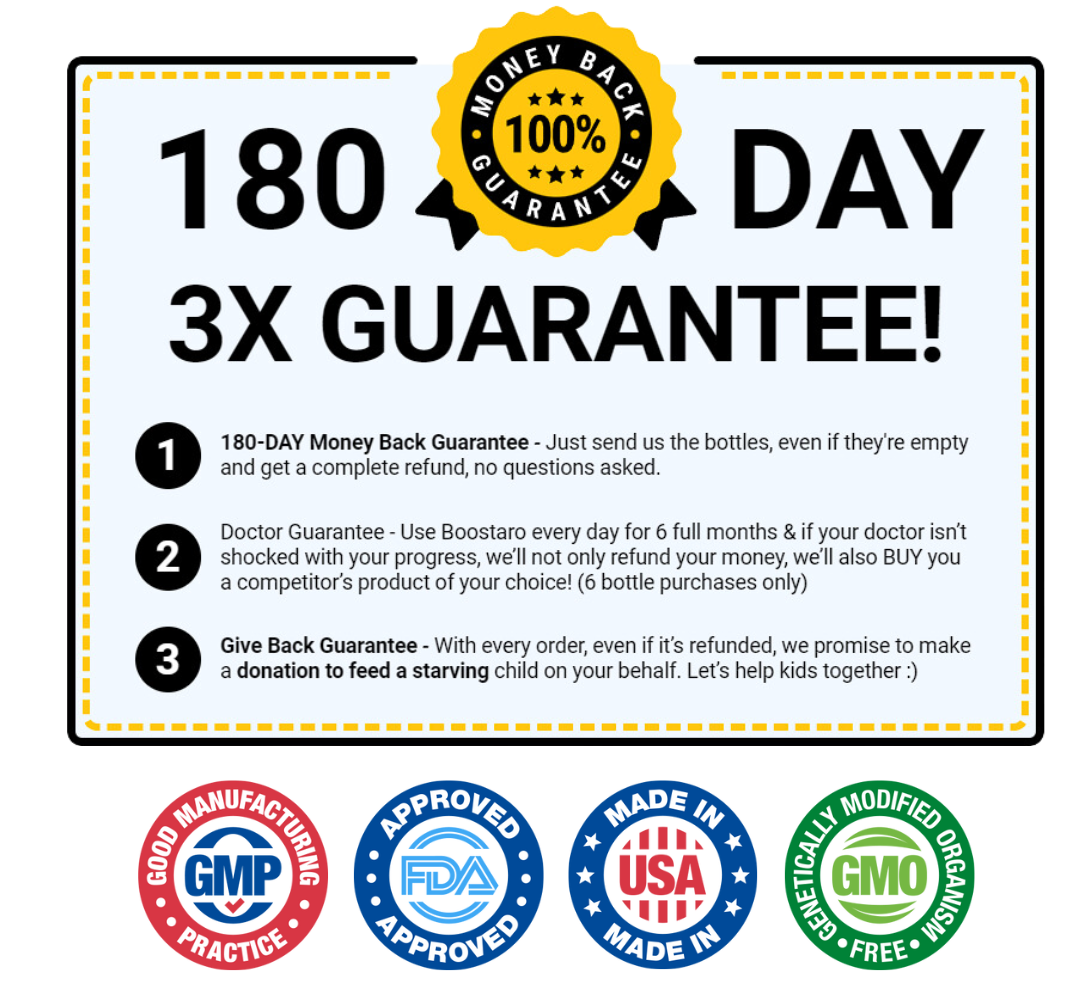 MONEY BACK
100%
GUARANTEE
180 DAY
3X GUARANTEE!
1
180-DAY Money Back Guarantee - Just send us the bottles, even if they're empty
and get a complete refund, no questions asked.
2
Doctor Guarantee - Use Boostaro every day for 6 full months & if your doctor isn’t
shocked with your progress, we’ll not only refund your money, we’ll also BUY you
a competitor’s product of your choice! (6 bottle purchases only)
3
Give Back Guarantee - With every order, even if it’s refunded, we promise to make
a donation to feed a starving child on your behalf. Let’s help kids together :)
GOOD MANUFACTURING
GMP
PRACTICE
APPROVED
FDA
APPROVED
MADE IN
USA
MADE IN
GENETICALLY MODIFIED ORGANISM
GMO
FREE